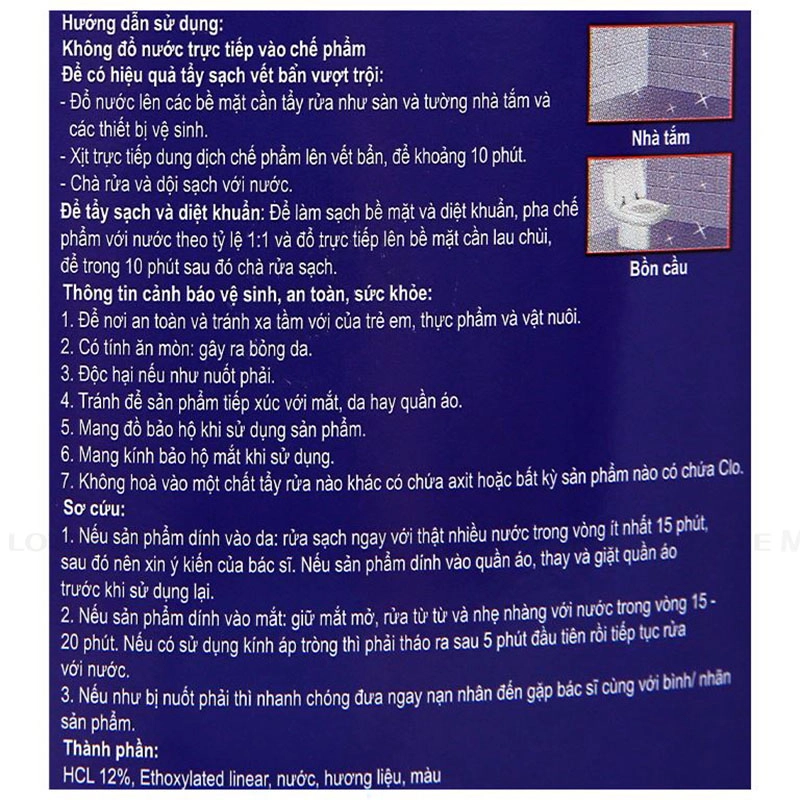 Hướng dẫn sử dụng:
Không đổ nước trực tiếp vào chế phẩm
Để có hiệu quả tẩy sạch vết bẩn vượt trội:
- Đổ nước lên các bề mặt cần tẩy rửa như sàn và tường nhà tắm và
các thiết bị vệ sinh.
- Xịt trực tiếp dung dịch chế phẩm lên vết bẩn, để khoảng 10 phút.
- Chà rửa và dội sạch với nước.
Để tẩy sạch và diệt khuẩn: Để làm sạch bề mặt và diệt khuẩn, pha chế
phẩm với nước theo tỷ lệ 1:1 và đổ trực tiếp lên bề mặt cần lau chùi,
để trong 10 phút sau đó chà rửa sạch.
Nhà tắm
Bồn cầu
Thông tin cảnh báo vệ sinh, an toàn, sức khỏe:
1. Để nơi an toàn và tránh xa tầm với của trẻ em, thực phẩm và vật nuôi.
2. Có tính ăn mòn: gây ra bỏng da.
3. Độc hại nếu như nuốt phải.
4. Tránh để sản phẩm tiếp xúc với mắt, da hay quần áo.
5. Mang đồ bảo hộ khi sử dụng sản phẩm.
6. Mang kính bảo hộ mắt khi sử dụng.
7. Không hoà vào một chất tẩy rửa nào khác có chứa axit hoặc bất kỳ sản phẩm nào có chứa Clo.
Sơ cứu:
1. Nếu sản phẩm dính vào da: rửa sạch ngay với thật nhiều nước trong vòng ít nhất 15 phút,
sau đó nên xin ý kiến của bác sĩ. Nếu sản phẩm dính vào quần áo, thay và giặt quần áo
trước khi sử dụng lại.
2. Nếu sản phẩm dính vào mắt: giữ mắt mở, rửa từ từ và nhẹ nhàng với nước trong vòng 15 -
20 phút. Nếu có sử dụng kính áp tròng thì phải tháo ra sau 5 phút đầu tiên rồi tiếp tục rửa
với nước.
3. Nếu như bị nuốt phải thì nhanh chóng đưa ngay nạn nhân đến gặp bác sĩ cùng với bình/ nhãn
sản phẩm.
Thành phần:
HCL 12%, Ethoxylated linear, nước, hương liệu, màu